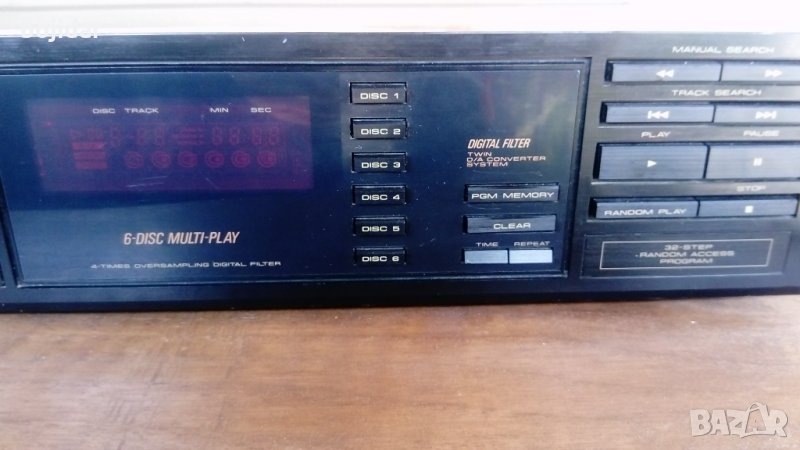 MANUAL SEARCH
TRACK SEARCH
PLAY PAUSE
STOP
RANDOM PLAY
32-STEP
RANDOM ACCESS
PROGRAM
DISC TRACK MIN SEC
DISC 1
DISC 2
DISC 3
DISC 4
DISC 5
DISC 6
DIGITAL FILTER
TWIN
D/A CONVERTER
SYSTEM
PGM MEMORY
CLEAR
TIME REPEAT
6-DISC MULTI-PLAY
4-TIMES OVERSAMPLING DIGITAL FILTER
BAZAR